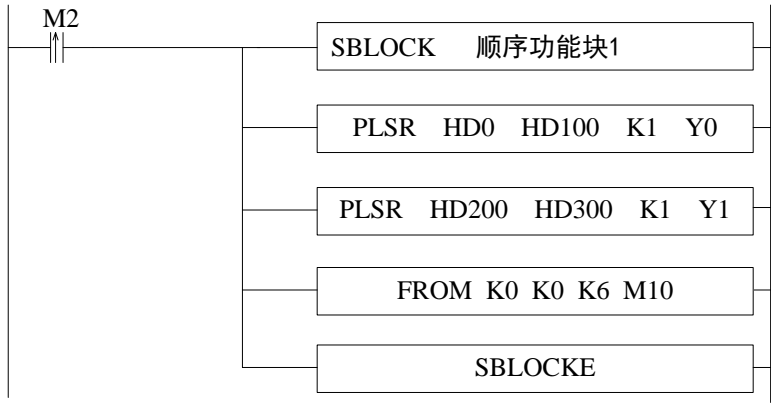 M2
SBLOCK 顺序功能块1
PLSR HD0 HD100 K1 Y0
PLSR HD200 HD300 K1 Y1
FROM K0 K0 K6 M10
SBLOCKE